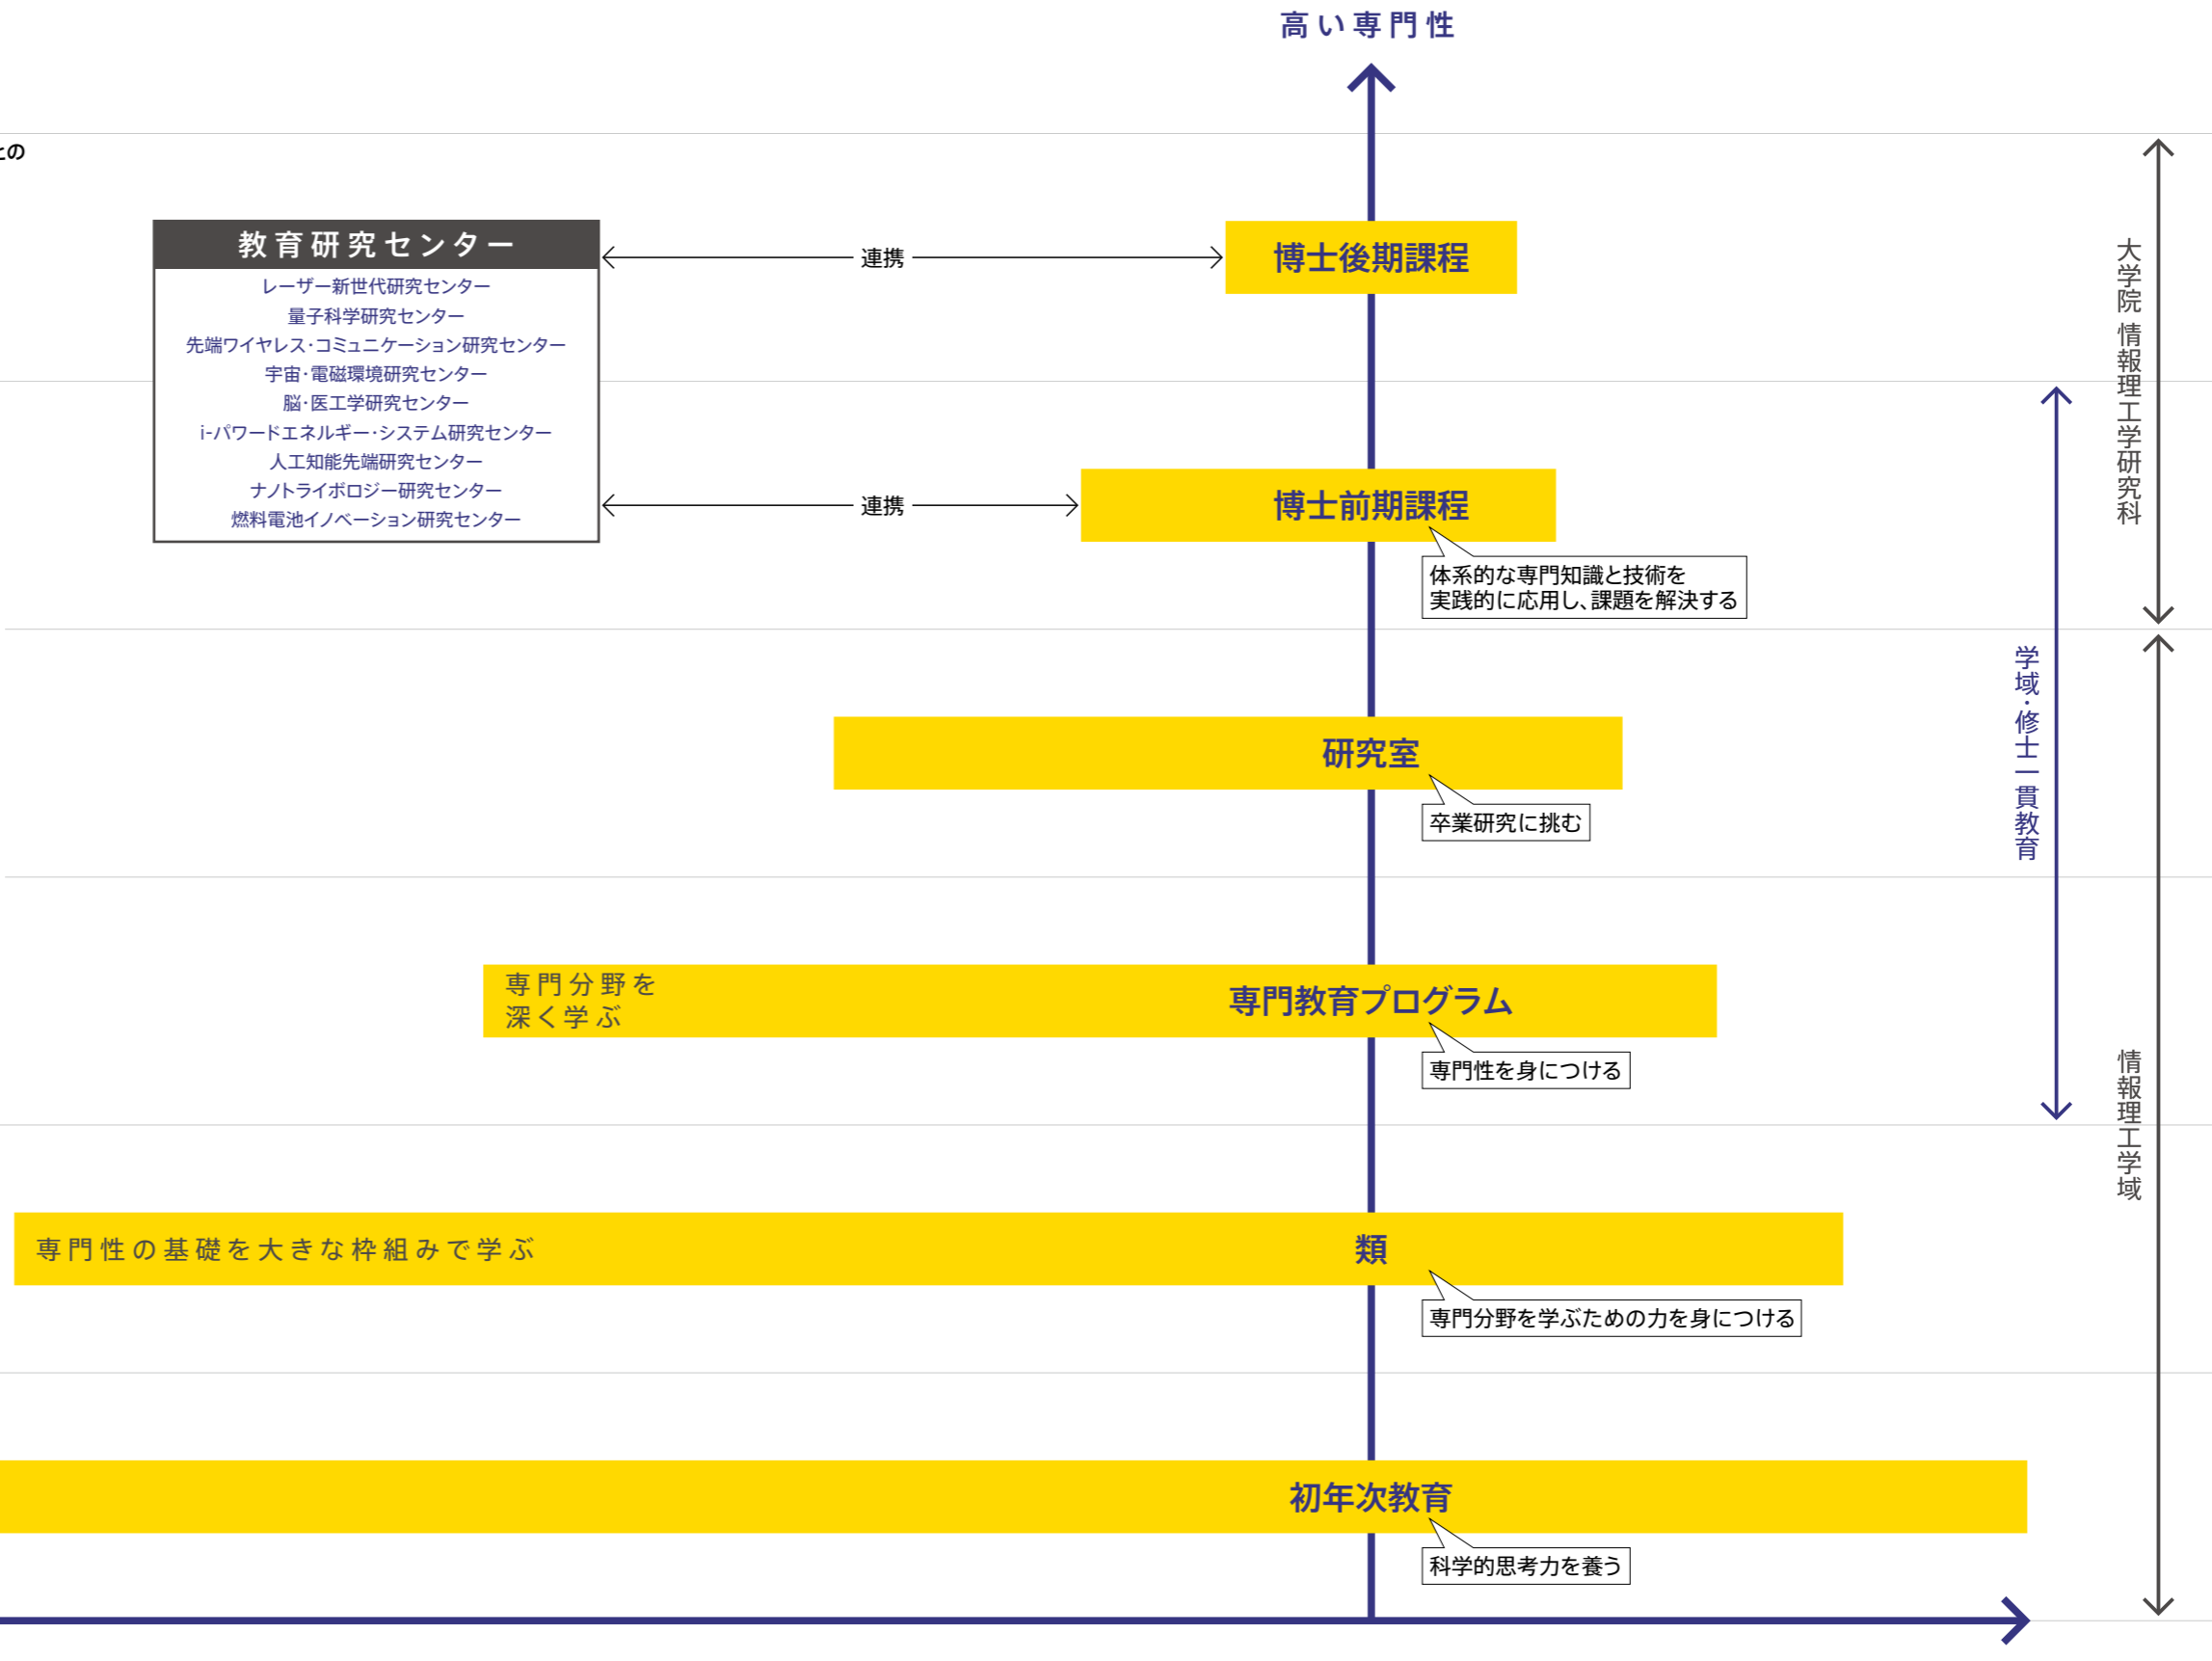 高い専門性
との
教育研究センター
レーザー新世代研究センター
量子科学研究センター
先端ワイヤレス・コミュニケーション研究センター
宇宙・電磁環境研究センター
脳・医工学研究センター
i-パワードエネルギー・システム研究センター
人工知能先端研究センター
ナノトライボロジー研究センター
燃料電池イノベーション研究センター
連携
博士後期課程
連携
博士前期課程
体系的な専門知識と技術を
実践的に応用し、課題を解決する
大学院 情報理工学研究科
研究室
卒業研究に挑む
学域・修士一貫教育
専門分野を
深く学ぶ
専門教育プログラム
専門性を身につける
情報理工学域
専門性の基礎を大きな枠組みで学ぶ
類
専門分野を学ぶための力を身につける
初年次教育
科学的思考力を養う